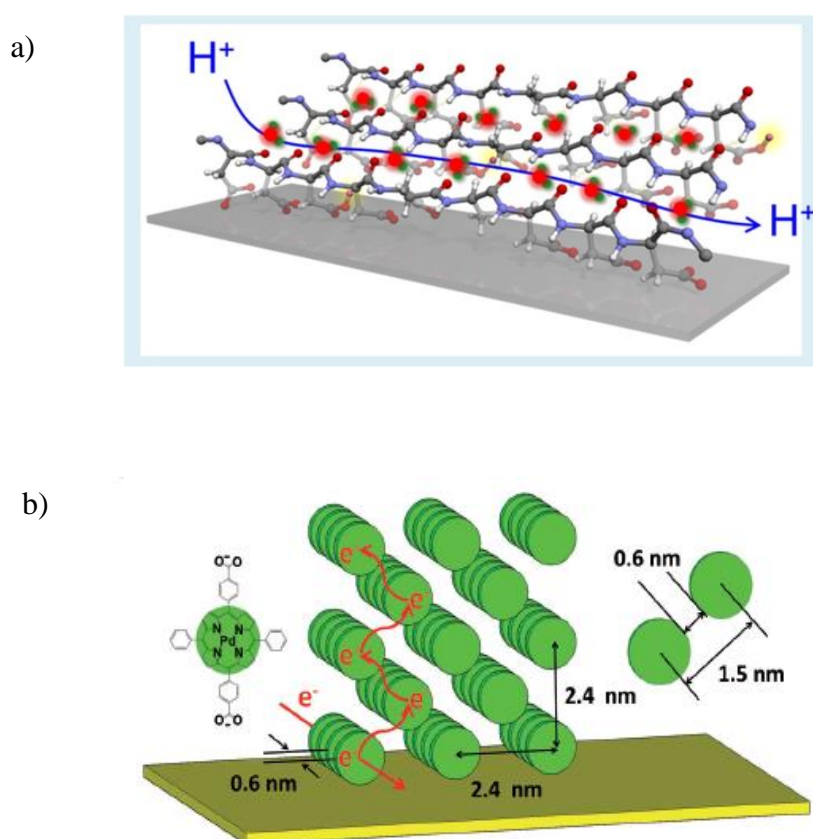 a)
H+
H+
b)
O O-
N N
Pd
N N
O O-
e-
e-
e-
e-
e-
e-
0.6 nm
2.4 nm
2.4 nm
0.6 nm
1.5 nm